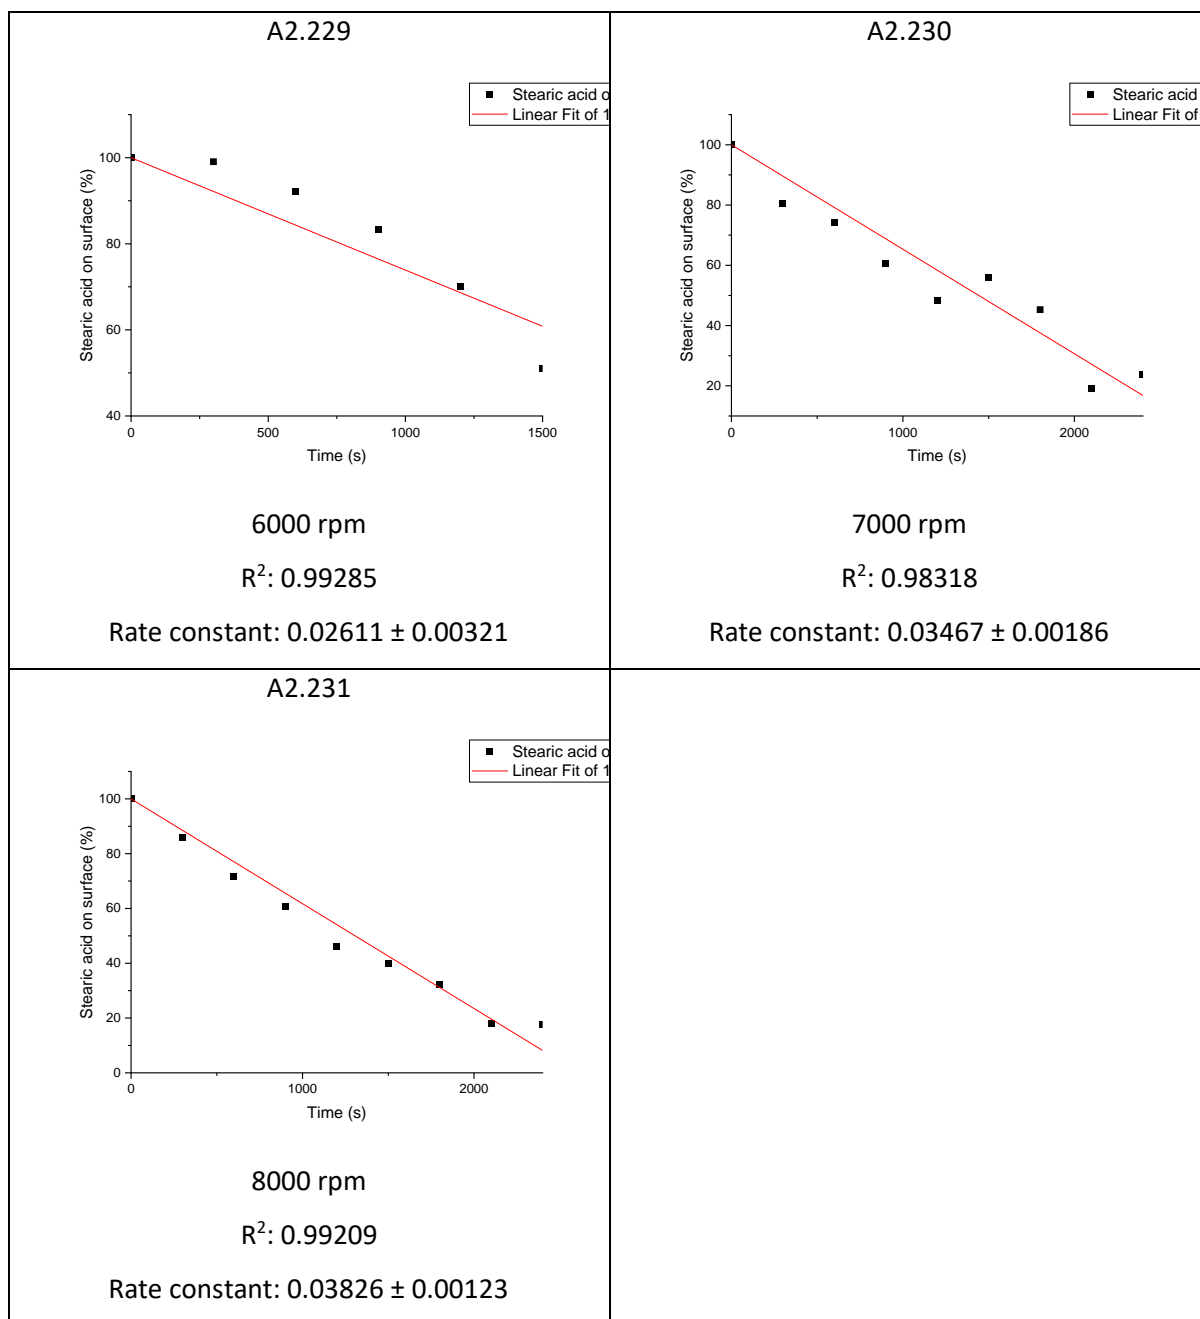 A2.229
Stearic acid o
Linear Fit of 1
Stearic acid on surface (%)
100
80
60
40
0
500
1000
1500
Time (s)
6000 rpm
R²: 0.99285
Rate constant: 0.02611 ± 0.00321
A2.230
Stearic acid
Linear Fit of
Stearic acid on surface (%)
100
80
60
40
20
0
1000
2000
Time (s)
7000 rpm
R²: 0.98318
Rate constant: 0.03467 ± 0.00186
A2.231
Stearic acid o
Linear Fit of 1
Stearic acid on surface (%)
100
80
60
40
20
0
0
1000
2000
Time (s)
8000 rpm
R²: 0.99209
Rate constant: 0.03826 ± 0.00123